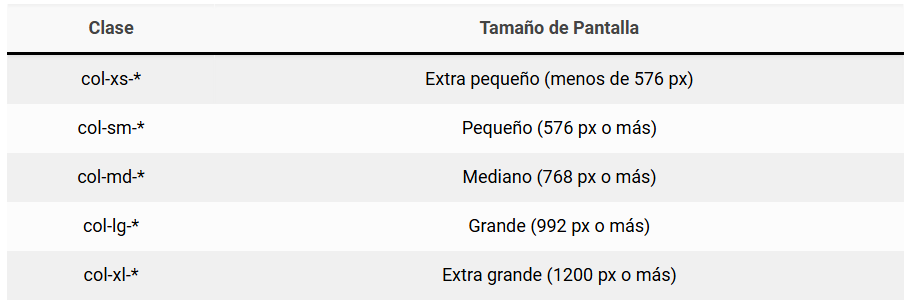 Clase Tamaño de Pantalla
col-xs-* Extra pequeño (menos de 576 px)
col-sm-* Pequeño (576 px o más)
col-md-* Mediano (768 px o más)
col-lg-* Grande (992 px o más)
col-xl-* Extra grande (1200 px o más)